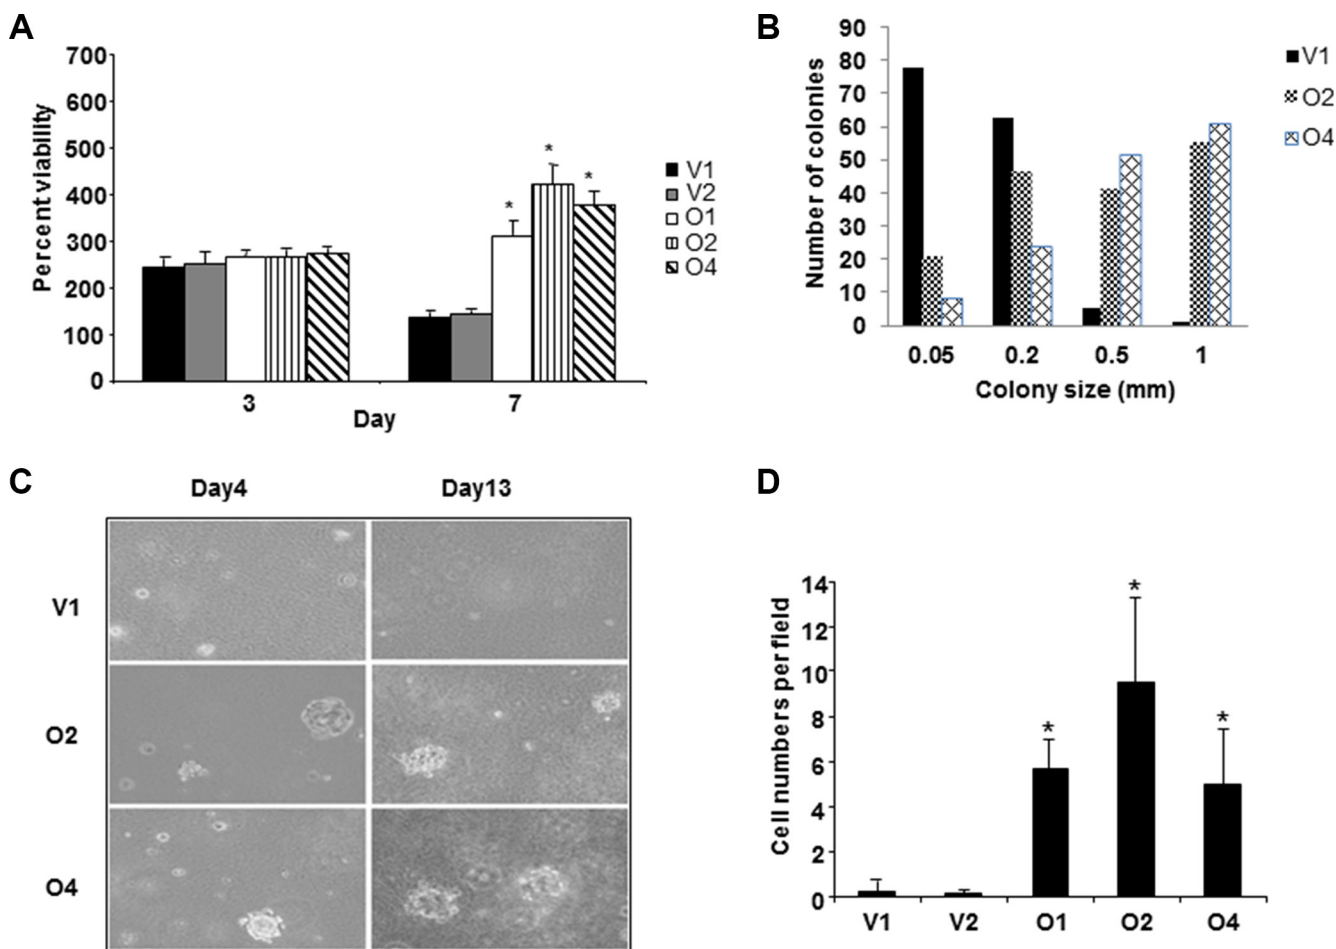 A
Percent viability
700
600
500
400
300
200
100
0
*
*
*
3
7
Day
V1
V2
O1
O2
O4
B
Number of colonies
90
80
70
60
50
40
30
20
10
0
0.05
0.2
0.5
1
Colony size (mm)
V1
O2
O4
C
Day4
Day13
V1
O2
O4
D
Cell numbers per field
14
12
10
8
6
4
2
0
*
*
*
V1
V2
O1
O2
O4